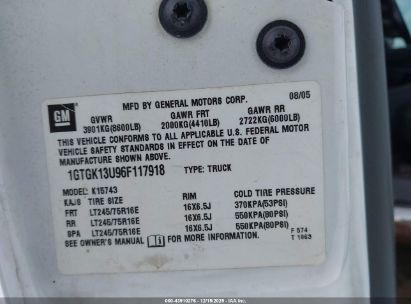 MFD BY GENERAL MOTORS CORP. 08/05
GM
GVWR GAWR FRT GAWR RR
3901KG(8600LB) 2000KG(4410LB) 2722KG(6000LB)
THIS VEHICLE CONFORMS TO ALL APPLICABLE U.S. FEDERAL MOTOR
VEHICLE SAFETY STANDARDS IN EFFECT ON THE DATE OF
MANUFACTURE SHOWN ABOVE.
1GTGK13U96F117918 TYPE: TRUCK
MODEL: K15743
KAJS TIRE SIZE RIM COLD TIRE PRESSURE
FRT LT245/75R16E 16X6.5J 370KPA(53PSI)
RR LT245/75R16E 16X6.5J 550KPA(80PSI)
SPA LT245/75R16E 16X6.5J 550KPA(80PSI)
SEE OWNER'S MANUAL FOR MORE INFORMATION.
F 574
T 1063